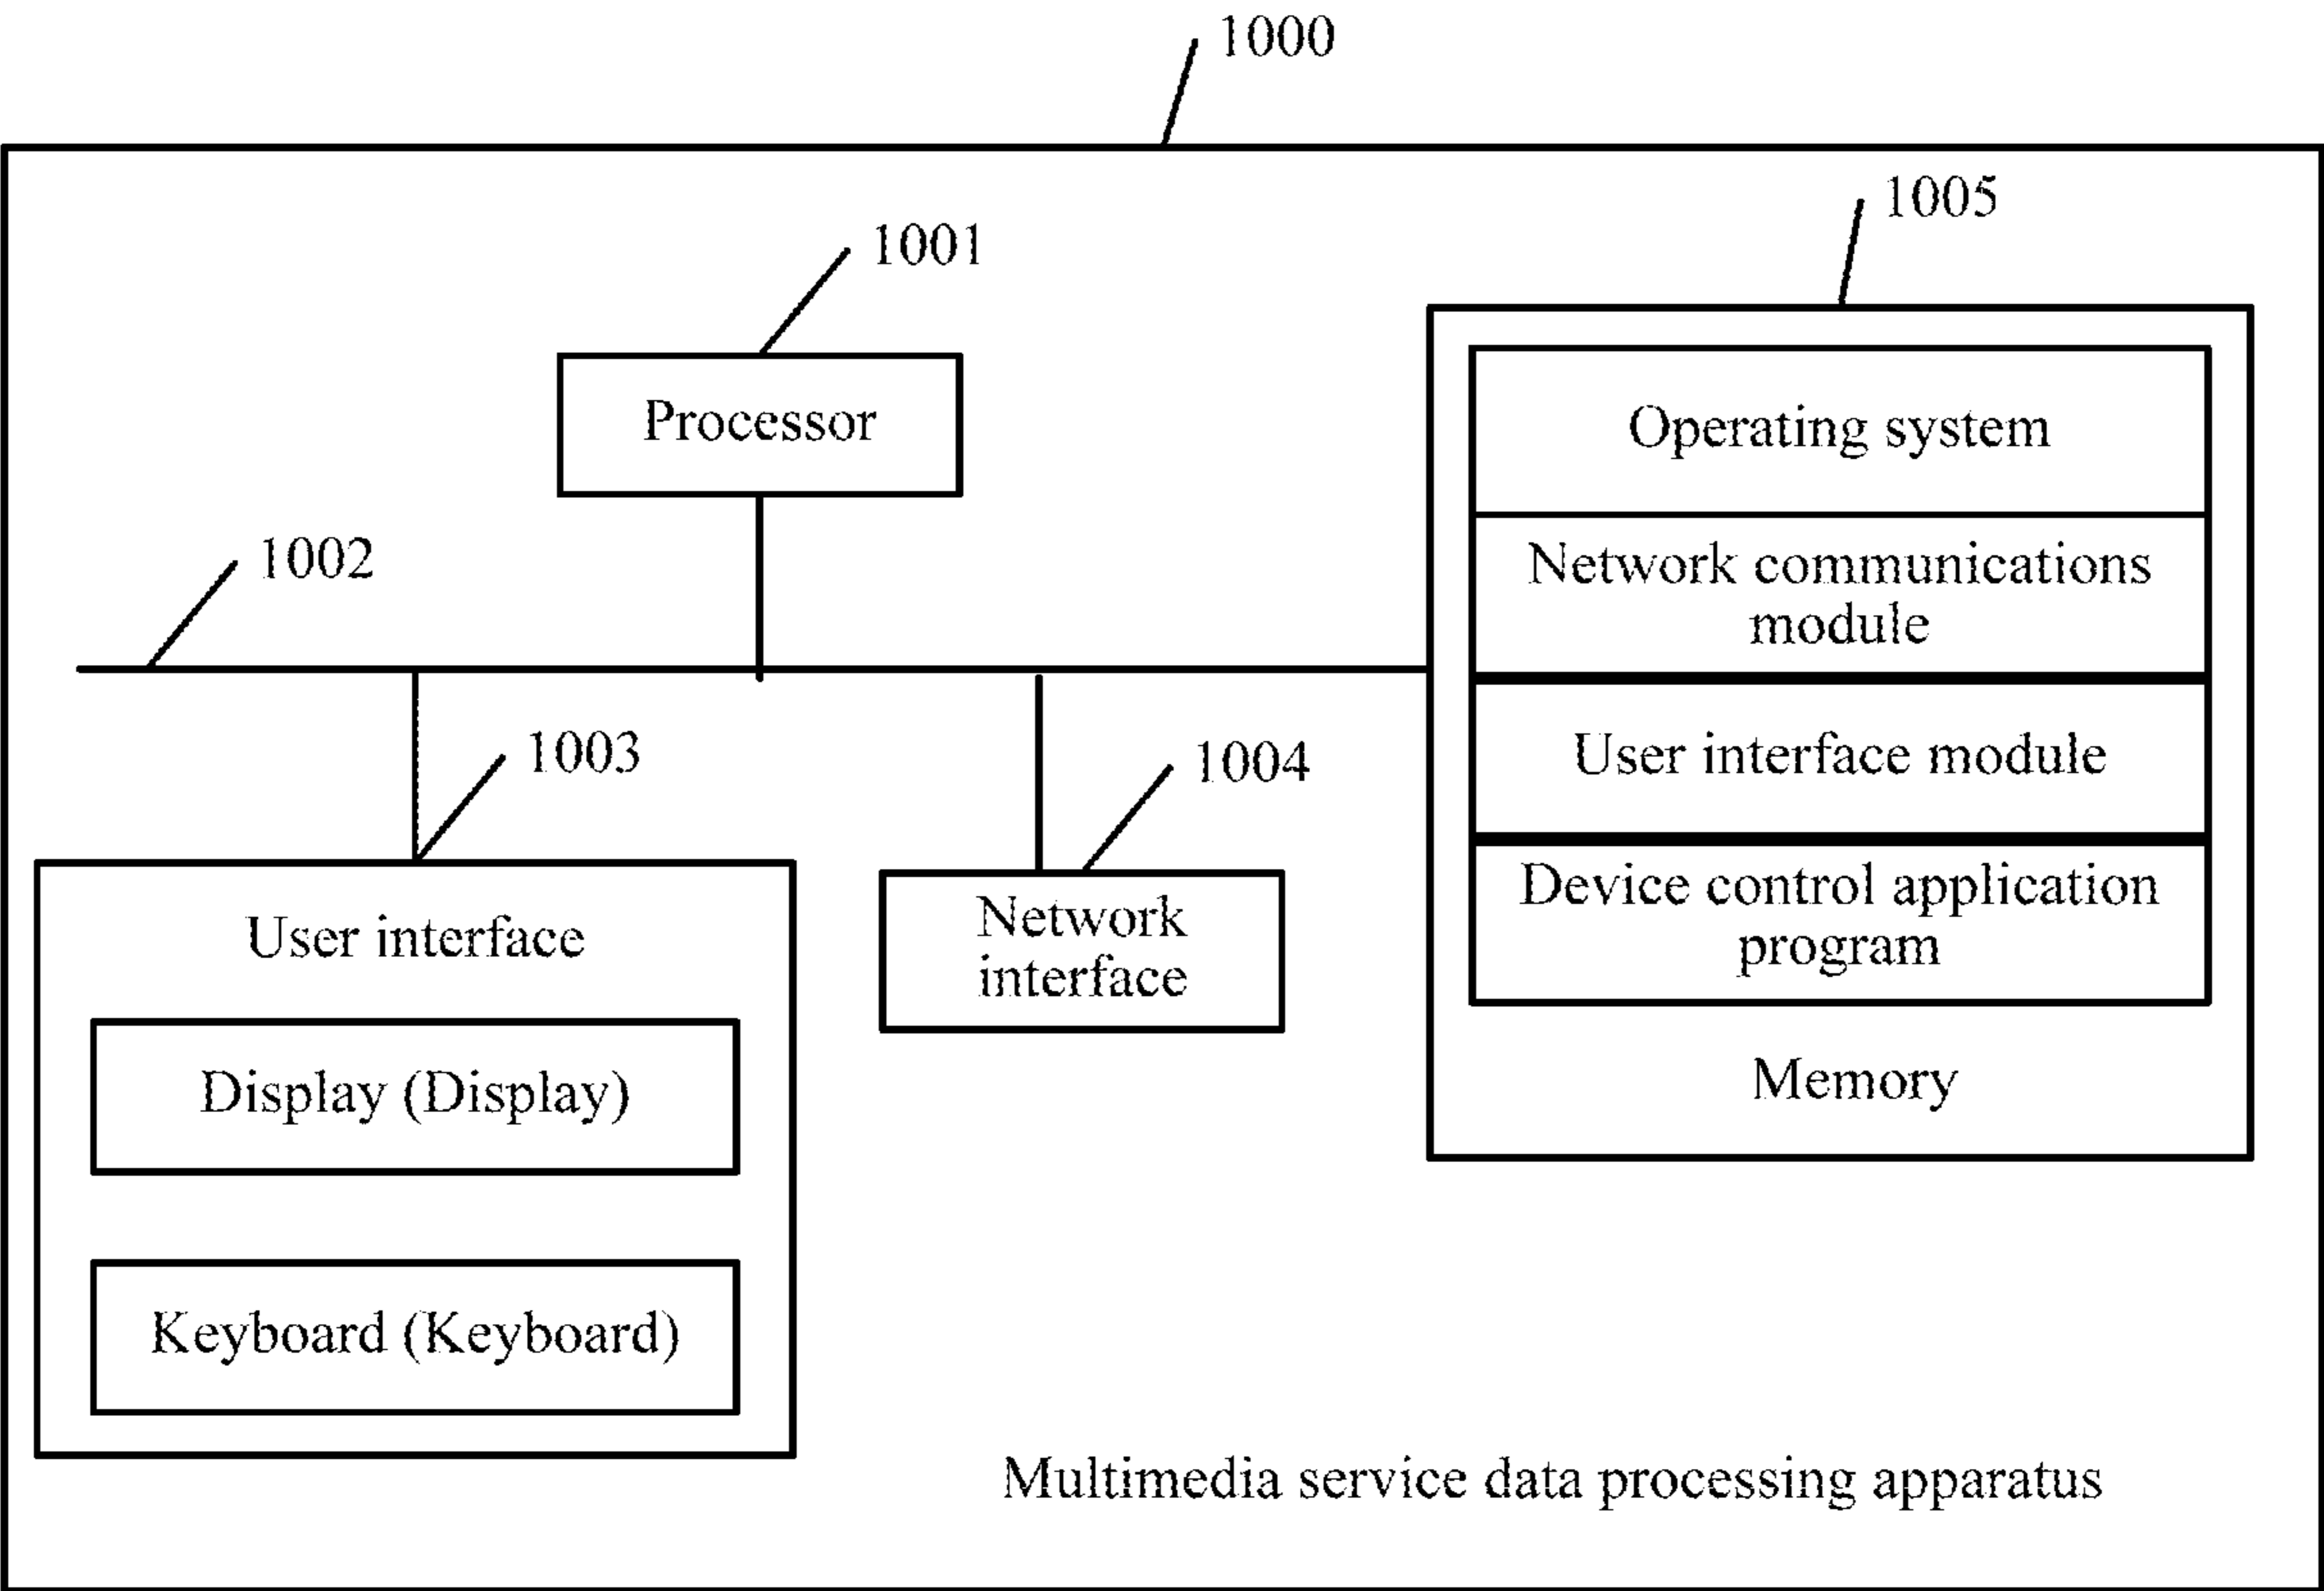 1000
1005
1001
Processor
Operating system
1002
Network communications
module
1003
1004
User interface module
User interface
Network
interface
Device control application
program
Display (Display)
Memory
Keyboard (Keyboard)
Multimedia service data processing apparatus